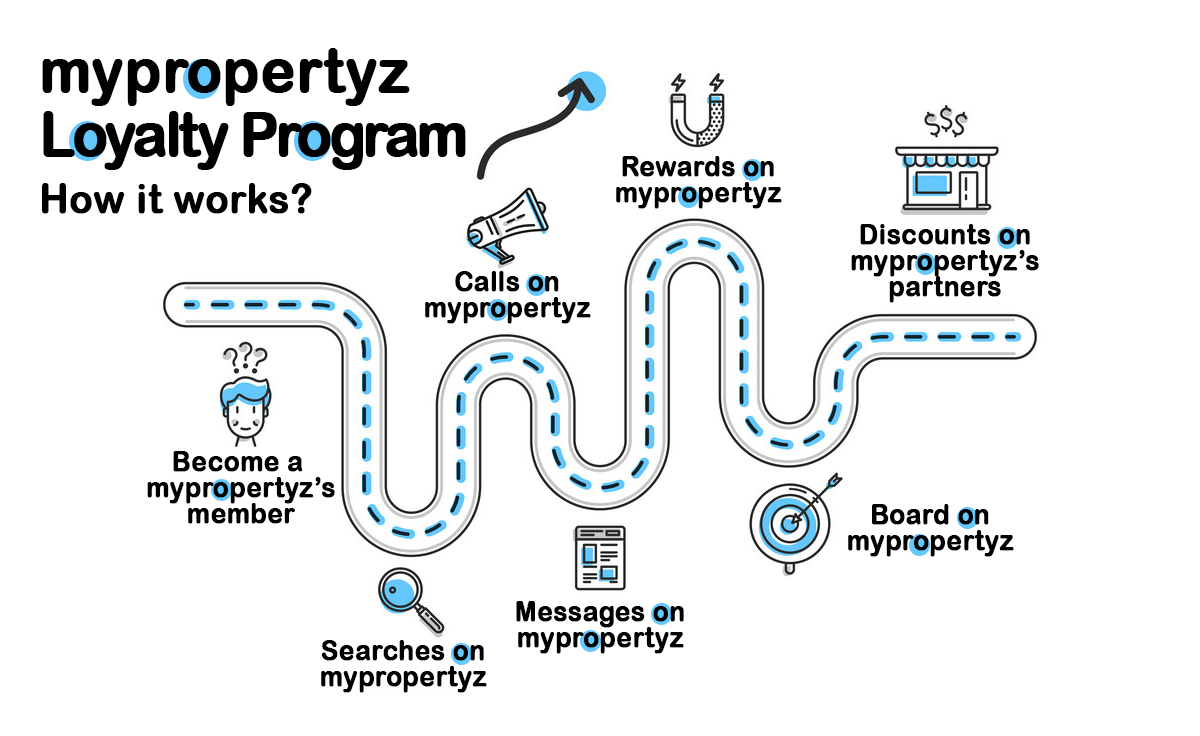 mypropertyz
Loyalty Program
How it works?
Become a
mypropertyz's
member
Searches on
mypropertyz
Calls on
mypropertyz
Messages on
mypropertyz
Rewards on
mypropertyz
Board on
mypropertyz
$$$
Discounts on
mypropertyz's
partners
???